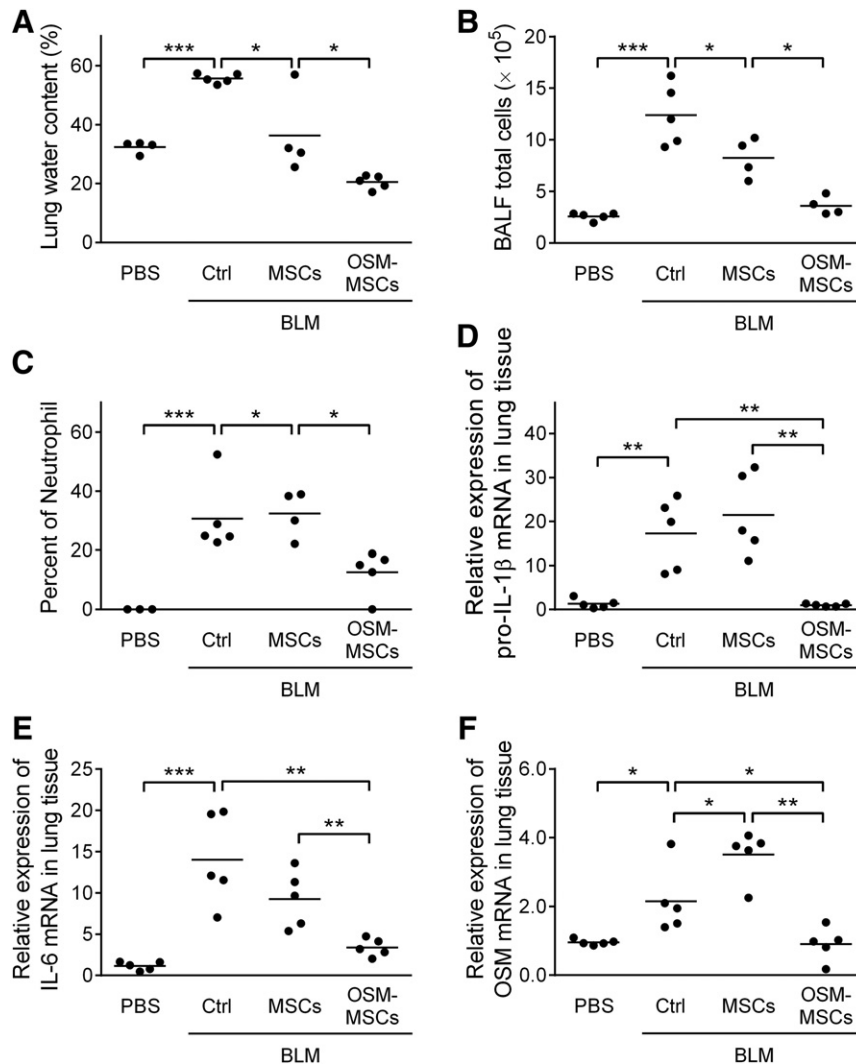 A
Lung water content (%)
60
40
20
0
***
*
*
PBS
Ctrl
MSCs
OSM-
MSCs
BLM
B
BALF total cells (× 10⁵)
20
15
10
5
0
***
*
*
PBS
Ctrl
MSCs
OSM-
MSCs
BLM
C
Percent of Neutrophil
60
40
20
0
***
*
*
PBS
Ctrl
MSCs
OSM-
MSCs
BLM
D
Relative expression of
pro-IL-1β mRNA in lung tissue
40
30
20
10
0
**
**
**
PBS
Ctrl
MSCs
OSM-
MSCs
BLM
E
Relative expression of
IL-6 mRNA in lung tissue
25
20
15
10
5
0
***
**
**
PBS
Ctrl
MSCs
OSM-
MSCs
BLM
F
Relative expression of
OSM mRNA in lung tissue
6.0
4.0
2.0
0.0
*
*
*
**
PBS
Ctrl
MSCs
OSM-
MSCs
BLM